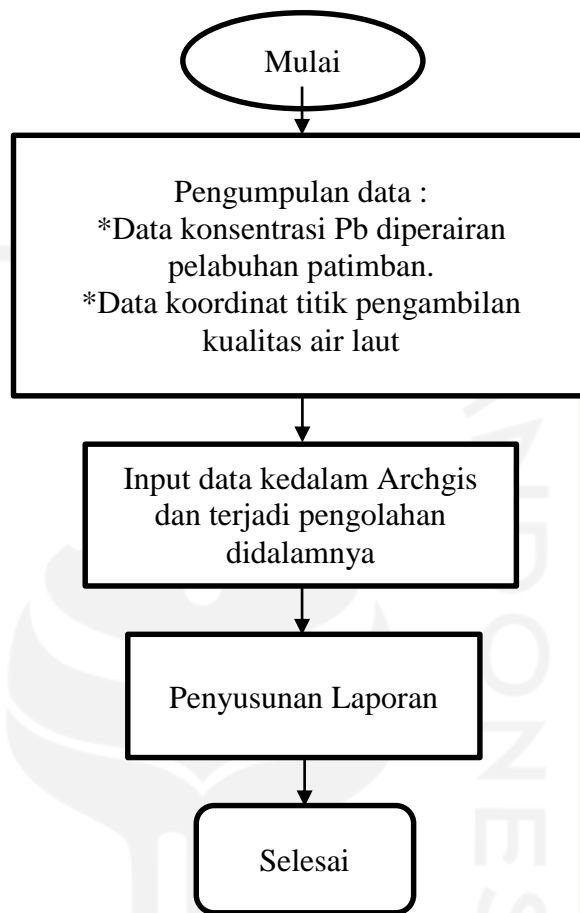 Mulai
Pengumpulan data :
*Data konsentrasi Pb diperairan
pelabuhan patimban.
*Data koordinat titik pengambilan
kualitas air laut
Input data kedalam Archgis
dan terjadi pengolahan
didalamnya
Penyusunan Laporan
Selesai
NDONES